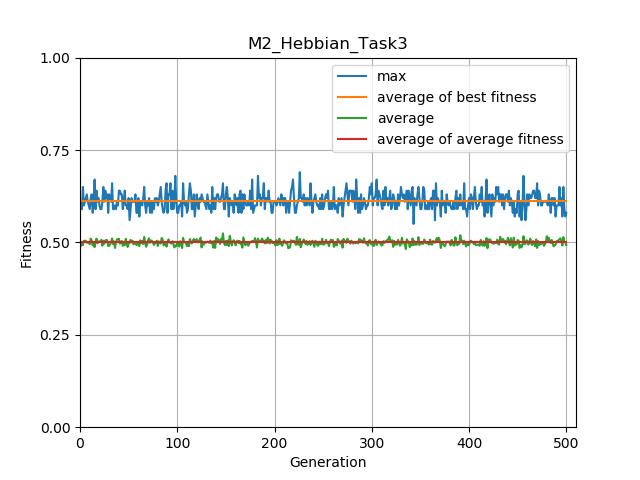 M2_Hebbian_Task3
1.00
0.75
0.50
0.25
0.00
Fitness
max
average of best fitness
average
average of average fitness
0
100
200
300
400
500
Generation